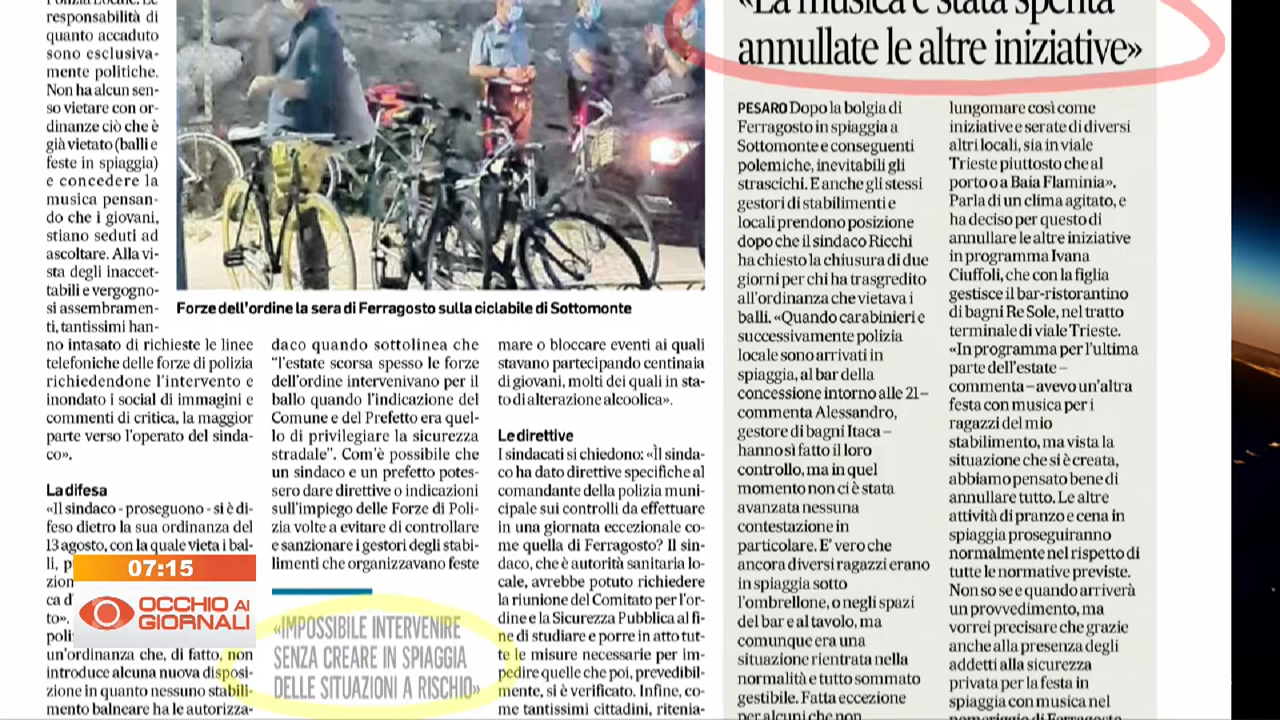 Polizia Locale. Le
responsabilità di
quanto accaduto
sono esclusiva-
mente politiche.
Non ha alcun sen-
so vietare con or-
dinanze ciò che è
già vietato (balli e
feste in spiaggia)
e concedere la
musica pensan-
do che i giovani,
stiano seduti ad
ascoltare. Alla vi-
sta degli inaccet-
tabili e vergogno-
si assembramen-
ti, tantissimi han-
no intasato di richieste le linee
telefoniche delle forze di polizia
richiedendone l'intervento e
inondato i social di immagini e
commenti di critica, la maggior
parte verso l'operato del sinda-
co».
La difesa
«Il sindaco - proseguono - si è di-
feso dietro la sua ordinanza del
13 agosto, con la quale vieta i bal-
li, p
zion
ca d'
to».
poli
un'ordinanza che, di fatto, non
introduce alcuna nuova disposi-
zione in quanto nessuno stabili-
mento balneare ha le autorizza-
07:15
OCCHIO AI
GIORNALI
Forze dell'ordine la sera di Ferragosto sulla ciclabile di Sottomonte
daco quando sottolinea che
"l'estate scorsa spesso le forze
dell'ordine intervenivano per il
ballo quando l'indicazione del
Comune e del Prefetto era quel-
lo di privilegiare la sicurezza
stradale". Com'è possibile che
un sindaco e un prefetto potes-
sero dare direttive o indicazioni
sull'impiego delle Forze di Poli-
zia volte a evitare di controllare
e sanzionare i gestori degli stabi-
limenti che organizzavano feste
«IMPOSSIBILE INTERVENIRE
SENZA CREARE IN SPIAGGIA
DELLE SITUAZIONI A RISCHIO»
mare o bloccare eventi ai quali
stavano partecipando centinaia
di giovani, molti dei quali in sta-
to di alterazione alcoolica».
Le direttive
I sindacati si chiedono: «Il sinda-
co ha dato direttive specifiche al
comandante della polizia muni-
cipale sui controlli da effettuare
in una giornata eccezionale co-
me quella di Ferragosto? Il sin-
daco, che è autorità sanitaria lo-
cale, avrebbe potuto richiedere
la riunione del Comitato per l'or-
dine e la Sicurezza Pubblica al fi-
ne di studiare e porre in atto tut-
te le misure necessarie per im-
pedire quelle che poi, prevedibil-
mente, si è verificato. Infine, co-
me tantissimi cittadini, ritenia-
«La musica è stata spenta
annullate le altre iniziative»
PESARO Dopo la bolgia di
Ferragosto in spiaggia a
Sottomonte e conseguenti
polemiche, inevitabili gli
strascichi. E anche gli stessi
gestori di stabilimenti e
locali prendono posizione
dopo che il sindaco Ricchi
ha chiesto la chiusura di due
giorni per chi ha trasgredito
all'ordinanza che vietava i
balli. «Quando carabinieri e
successivamente polizia
locale sono arrivati in
spiaggia, al bar della
concessione intorno alle 21–
commenta Alessandro,
gestore di bagni Itaca –
hanno sì fatto il loro
controllo, ma in quel
momento non ci è stata
avanzata nessuna
contestazione in
particolare. E' vero che
ancora diversi ragazzi erano
in spiaggia sotto
l'ombrellone, o negli spazi
del bar e al tavolo, ma
comunque era una
situazione rientrata nella
normalità e tutto sommato
gestibile. Fatta eccezione
per alcuni che non
lungomare così come
iniziative e serate di diversi
altri locali, sia in viale
Trieste piuttosto che al
porto o a Baia Flaminia».
Parla di un clima agitato, e
ha deciso per questo di
annullare le altre iniziative
in programma Ivana
Ciuffoli, che con la figlia
gestisce il bar-ristorantino
di bagni Re Sole, nel tratto
terminale di viale Trieste.
«In programma per l'ultima
parte dell'estate –
commenta – avevo un'altra
festa con musica per i
ragazzi del mio
stabilimento, ma vista la
situazione che si è creata,
abbiamo pensato bene di
annullare tutto. Le altre
attività di pranzo e cena in
spiaggia proseguiranno
normalmente nel rispetto di
tutte le normative previste.
Non so se e quando arriverà
un provvedimento, ma
vorrei precisare che grazie
anche alla presenza degli
addetti alla sicurezza
privata per la festa in
spiaggia con musica nel
pomeriggio di Ferragosto